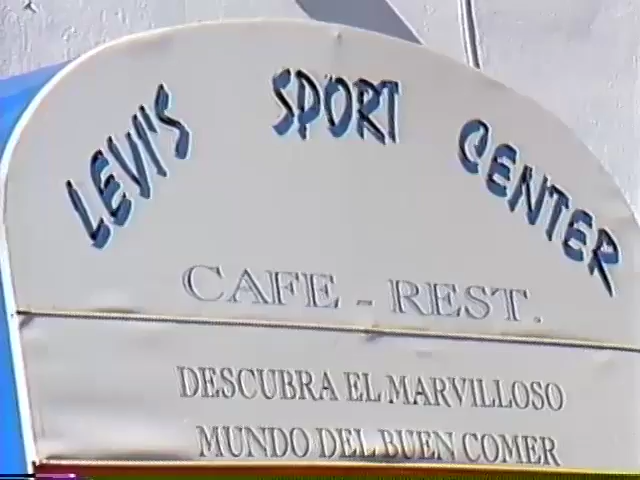 LEVI'S SPORT CENTER
CAFE - REST.
DESCUBRA EL MARVILLOSO
MUNDO DEL BUEN COMER